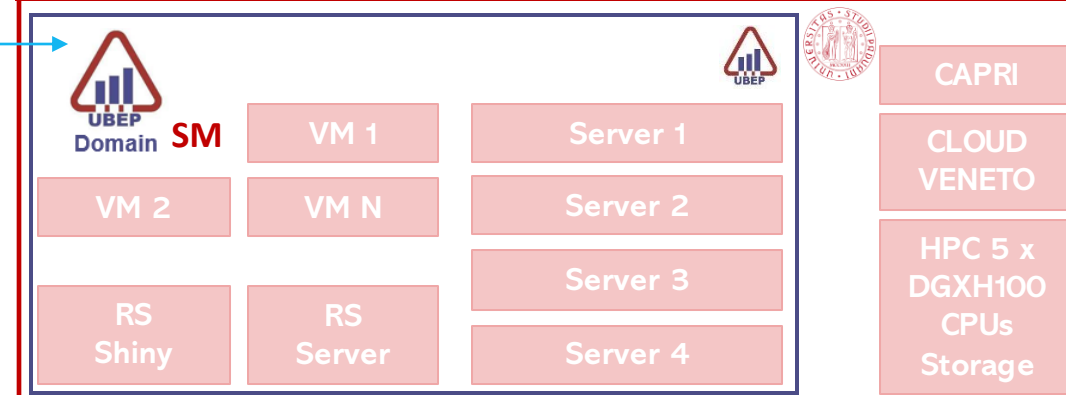 UBEP
Domain
SM
VM 1
VM 2
VM N
RS
Shiny
RS
Server
UBEP
Server 1
Server 2
Server 3
Server 4
CAPRI
CLOUD
VENETO
HPC 5 x
DGXH100
CPUs
Storage